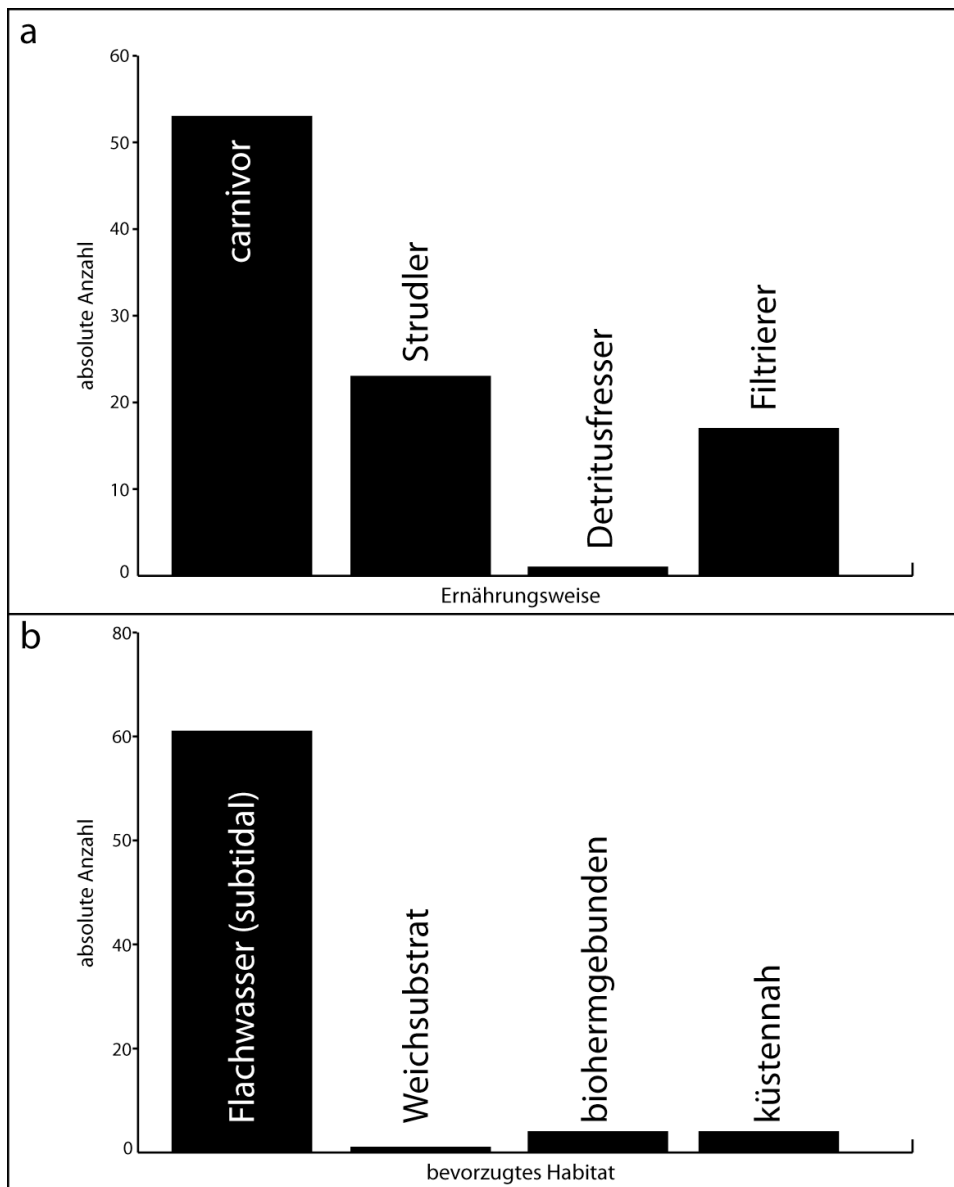 a
60
50
40
30
20
10
0
absolute Anzahl
carnivor
Strudler
Detritusfresser
Filtrierer
Ernährungsweise
b
80
60
50
40
20
0
absolute Anzahl
Flachwasser (subtidal)
Weichsubstrat
biohermgebunden
küstennah
bevorzugtes Habitat